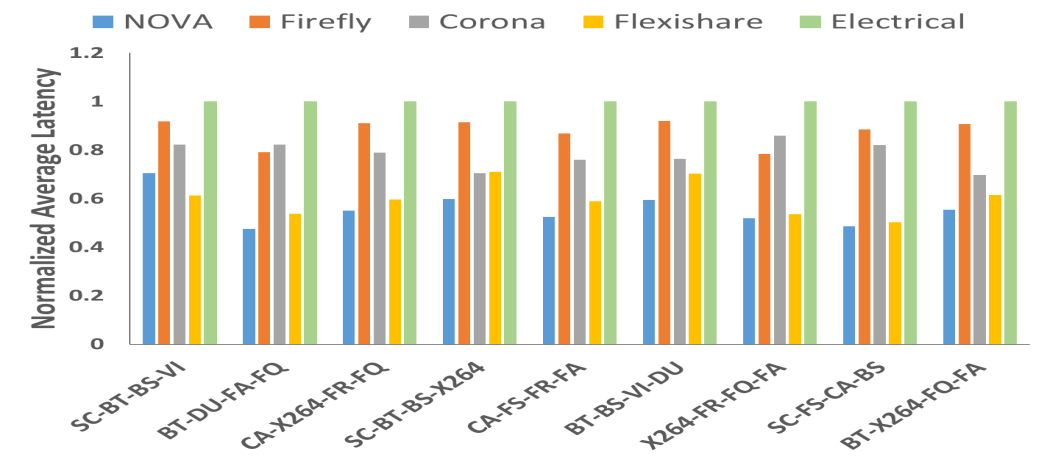 NOVA Firefly Corona Flexishare Electrical
Normalized Average Latency
1.2
1
0.8
0.6
0.4
0.2
0
SC-BT-BS-VI
BT-DU-FA-FQ
CA-X264-FR-FQ
SC-BT-BS-X264
CA-FS-FR-FA
BT-BS-VI-DU
X264-FR-FQ-FA
SC-FS-CA-BS
BT-X264-FQ-FA